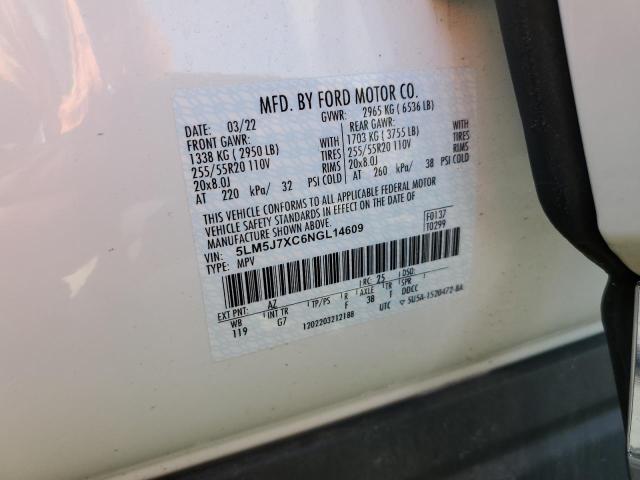 MFD. BY FORD MOTOR CO.
DATE: 03/22 GVWR: 2965 KG ( 6536 LB)
FRONT GAWR: REAR GAWR:
1338 KG ( 2950 LB) WITH 1703 KG ( 3755 LB) WITH
255/55R20 110V TIRES 255/55R20 110V TIRES
20x8.0J RIMS 20x8.0J RIMS
AT 220 kPa/ 32 PSI COLD AT 260 kPa/ 38 PSI COLD
THIS VEHICLE CONFORMS TO ALL APPLICABLE FEDERAL MOTOR
VEHICLE SAFETY STANDARDS IN EFFECT ON THE DATE OF
MANUFACTURE SHOWN ABOVE.
VIN: 5LM5J7XC6NGL14609 F0137
TYPE: MPV T0299
EXT PNT: AZ RC: 25 DSO:
WB INT TR TP/PS R AXLE TR SPR
119 G7 F 38 F DDCC
1202203212188 UTC ▽ 5U5A-1520472-BA